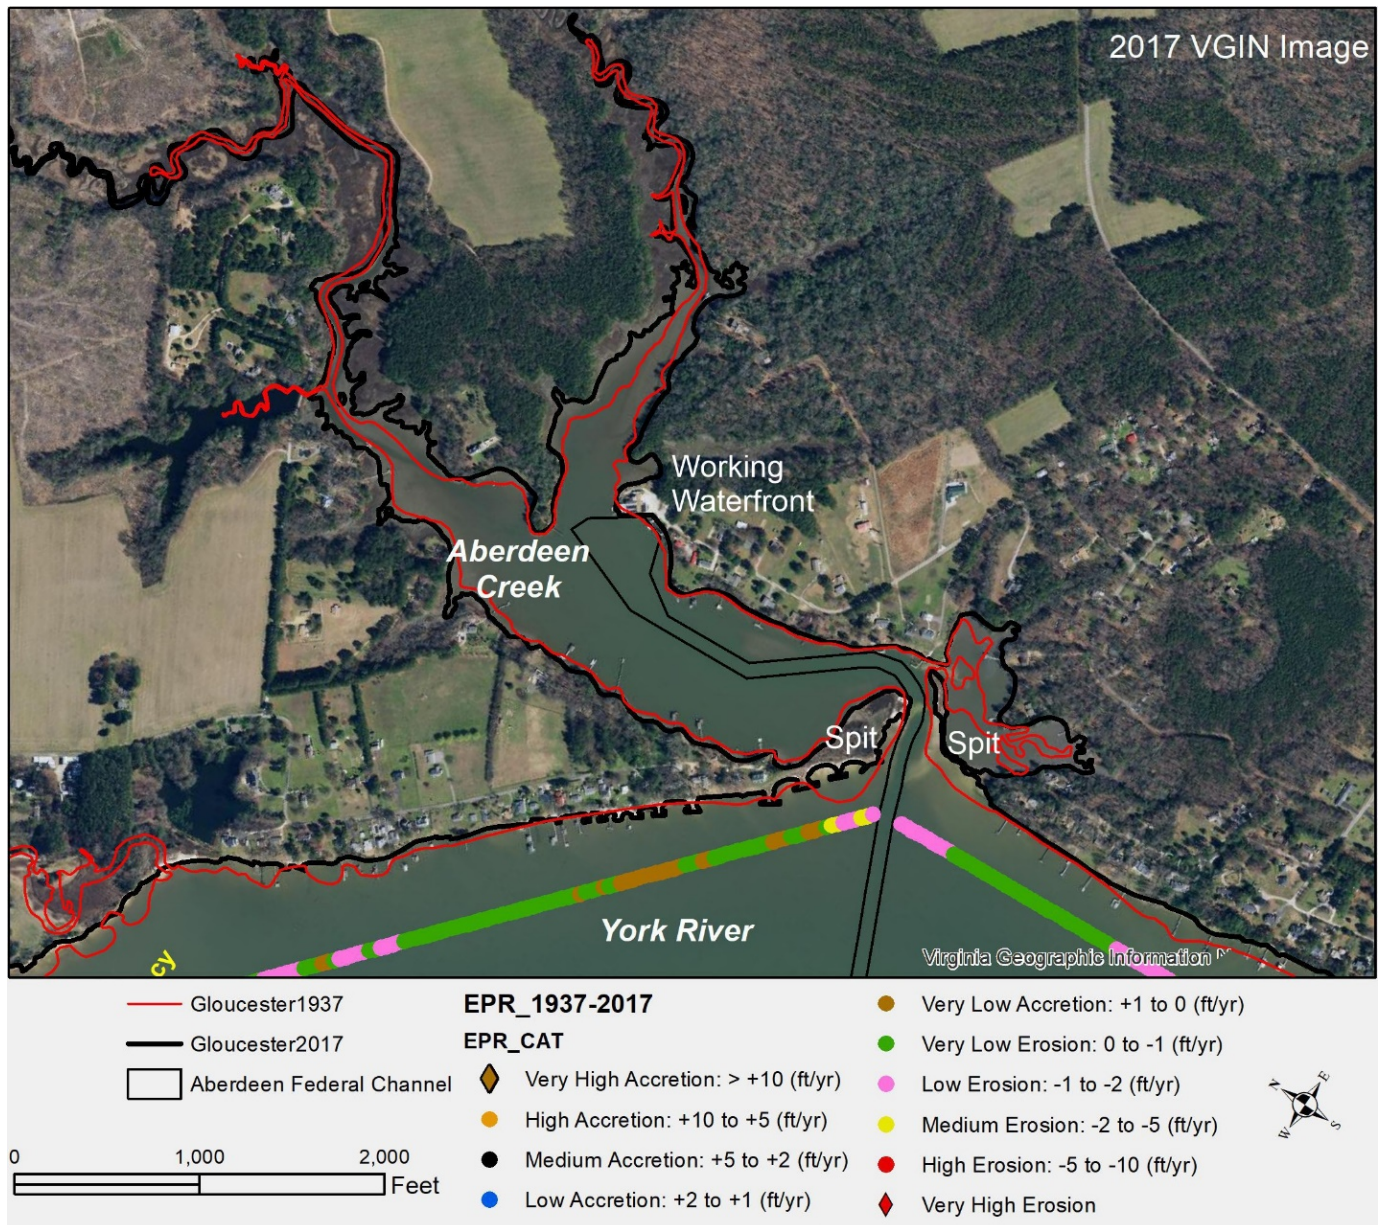 2017 VGIN Image
Working
Waterfront
Aberdeen
Creek
Spit
Spit
York River
cy
Virginia Geographic Information N
Gloucester1937
Gloucester2017
Aberdeen Federal Channel
0
1,000
2,000
Feet
EPR_1937-2017
EPR_CAT
Very High Accretion: > +10 (ft/yr)
High Accretion: +10 to +5 (ft/yr)
Medium Accretion: +5 to +2 (ft/yr)
Low Accretion: +2 to +1 (ft/yr)
Very Low Accretion: +1 to 0 (ft/yr)
Very Low Erosion: 0 to -1 (ft/yr)
Low Erosion: -1 to -2 (ft/yr)
Medium Erosion: -2 to -5 (ft/yr)
High Erosion: -5 to -10 (ft/yr)
Very High Erosion
N
E
W
S